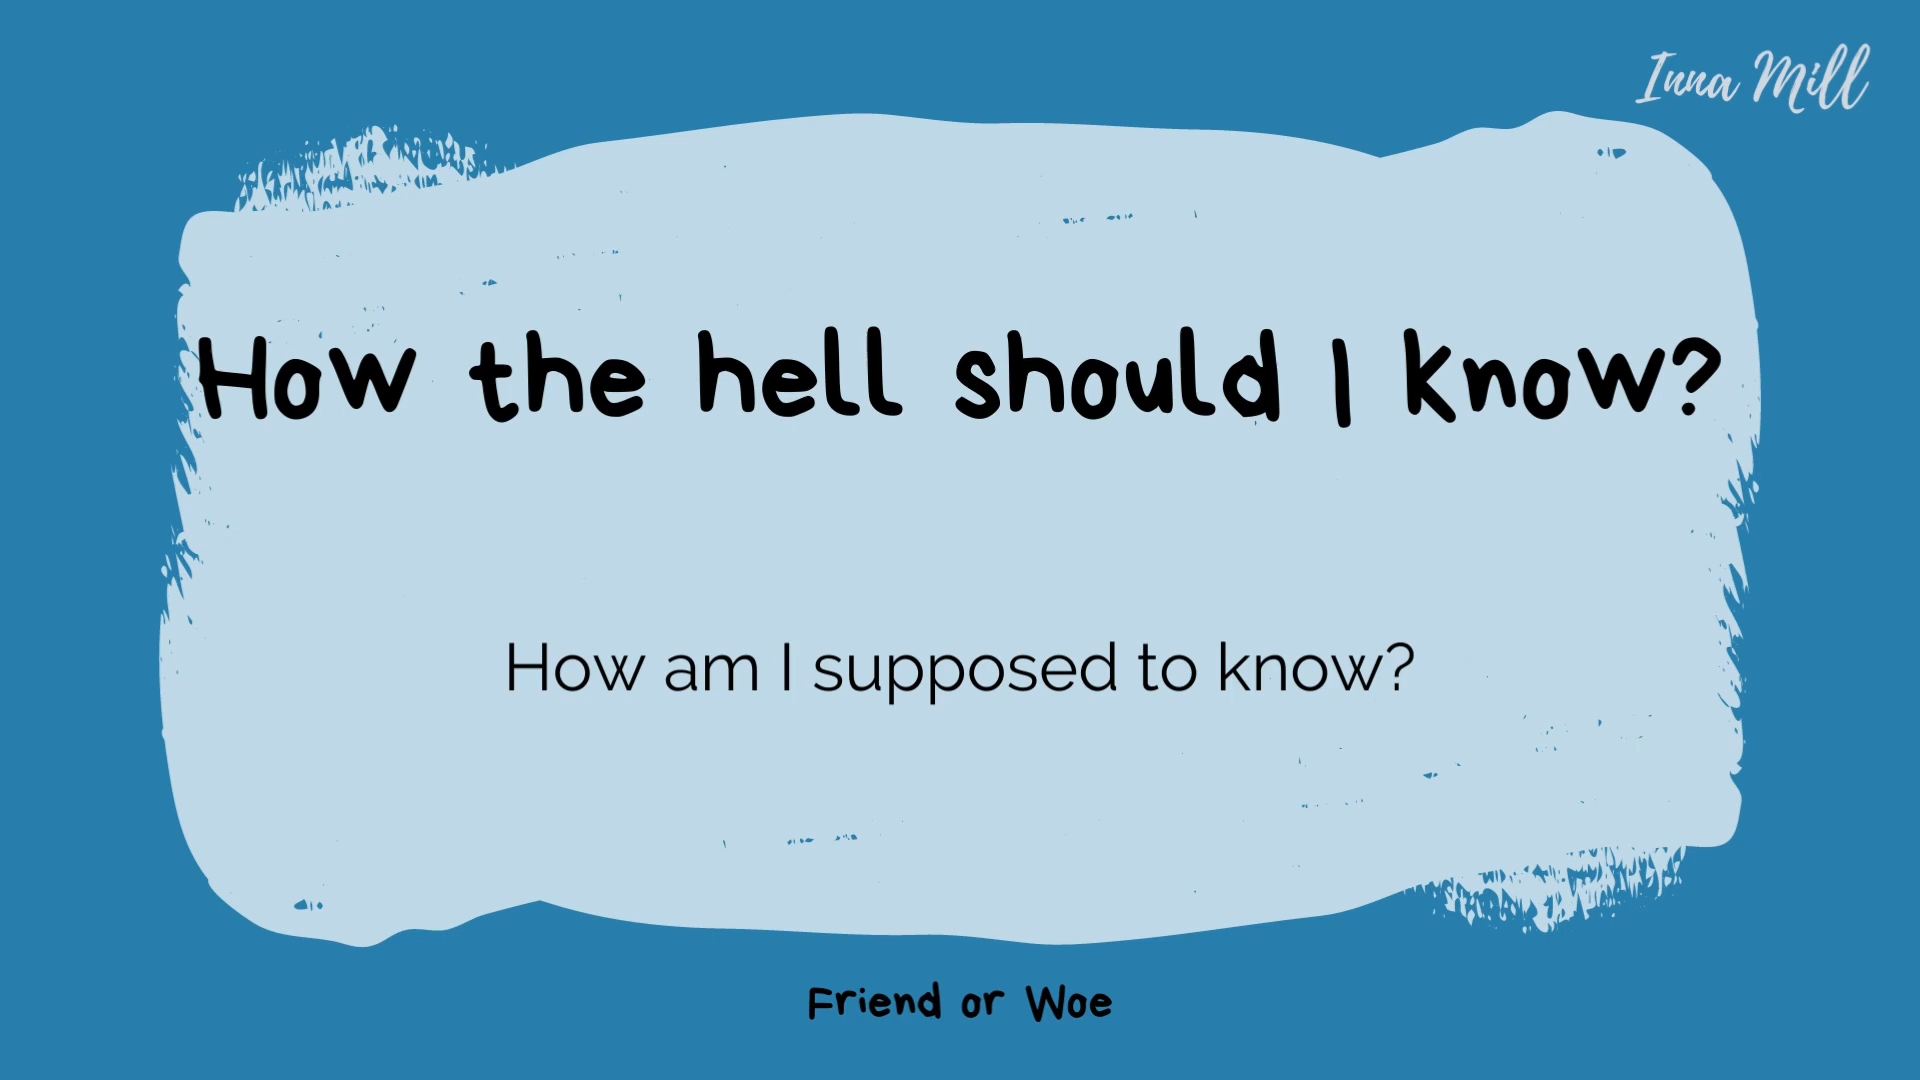 Inna Mill
How the hell should I know?
How am I supposed to know?
Friend or Woe